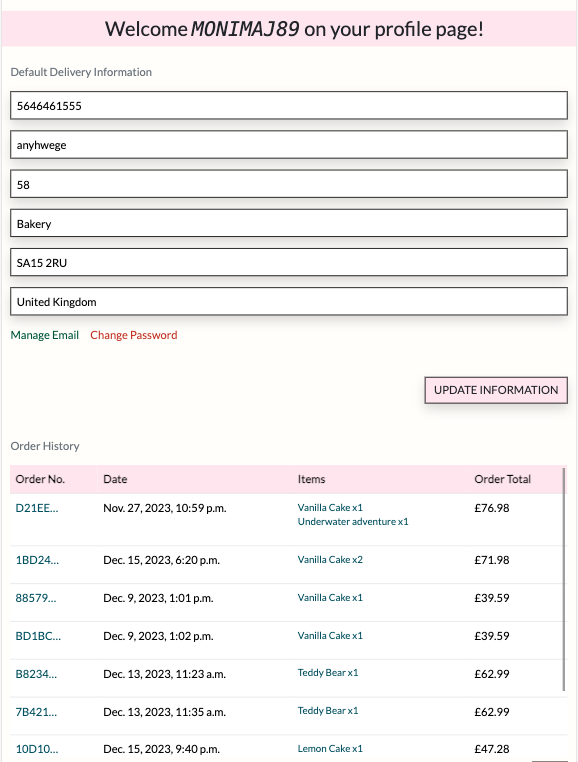 Welcome MONIMAJ89 on your profile page!
Default Delivery Information
5646461555
anyhwege
58
Bakery
SA15 2RU
United Kingdom
Manage Email Change Password
UPDATE INFORMATION
Order History
Order No. Date Items Order Total
D21EE... Nov. 27, 2023, 10:59 p.m. Vanilla Cake x1 £76.98
Underwater adventure x1
1BD24... Dec. 15, 2023, 6:20 p.m. Vanilla Cake x2 £71.98
88579... Dec. 9, 2023, 1:01 p.m. Vanilla Cake x1 £39.59
BD1BC... Dec. 9, 2023, 1:02 p.m. Vanilla Cake x1 £39.59
B8234... Dec. 13, 2023, 11:23 a.m. Teddy Bear x1 £62.99
7B421... Dec. 13, 2023, 11:35 a.m. Teddy Bear x1 £62.99
10D10... Dec. 15, 2023, 9:40 p.m. Lemon Cake x1 £47.28